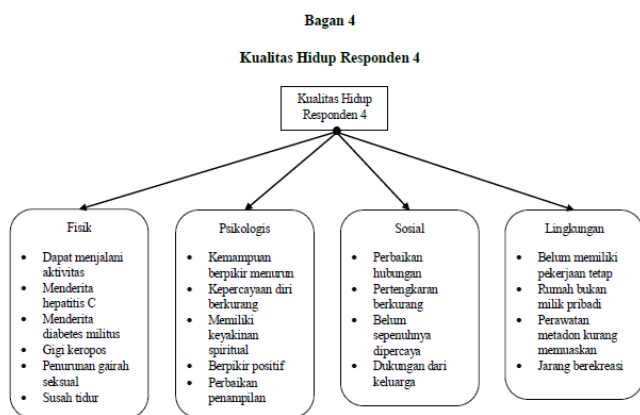 Bagan 4
Kualitas Hidup Responden 4
Kualitas Hidup
Responden 4
Fisik
• Dapat menjalani
aktivitas
• Menderita
hepatitis C
• Menderita
diabetes militus
• Gigi keropos
• Penurunan gairah
seksual
• Susah tidur
Psikologis
• Kemampuan
berpikir menurun
• Kepercayaan diri
berkurang
• Memiliki
keyakinan
spiritual
• Berpikir positif
• Perbaikan
penampilan
Sosial
• Perbaikan
hubungan
• Pertengkaran
berkurang
• Belum
sepenuhnya
dipercaya
• Dukungan dari
keluarga
Lingkungan
• Belum memiliki
pekerjaan tetap
• Rumah bukan
milik pribadi
• Perawatan
metadon kurang
memuaskan
• Jarang berekreasi